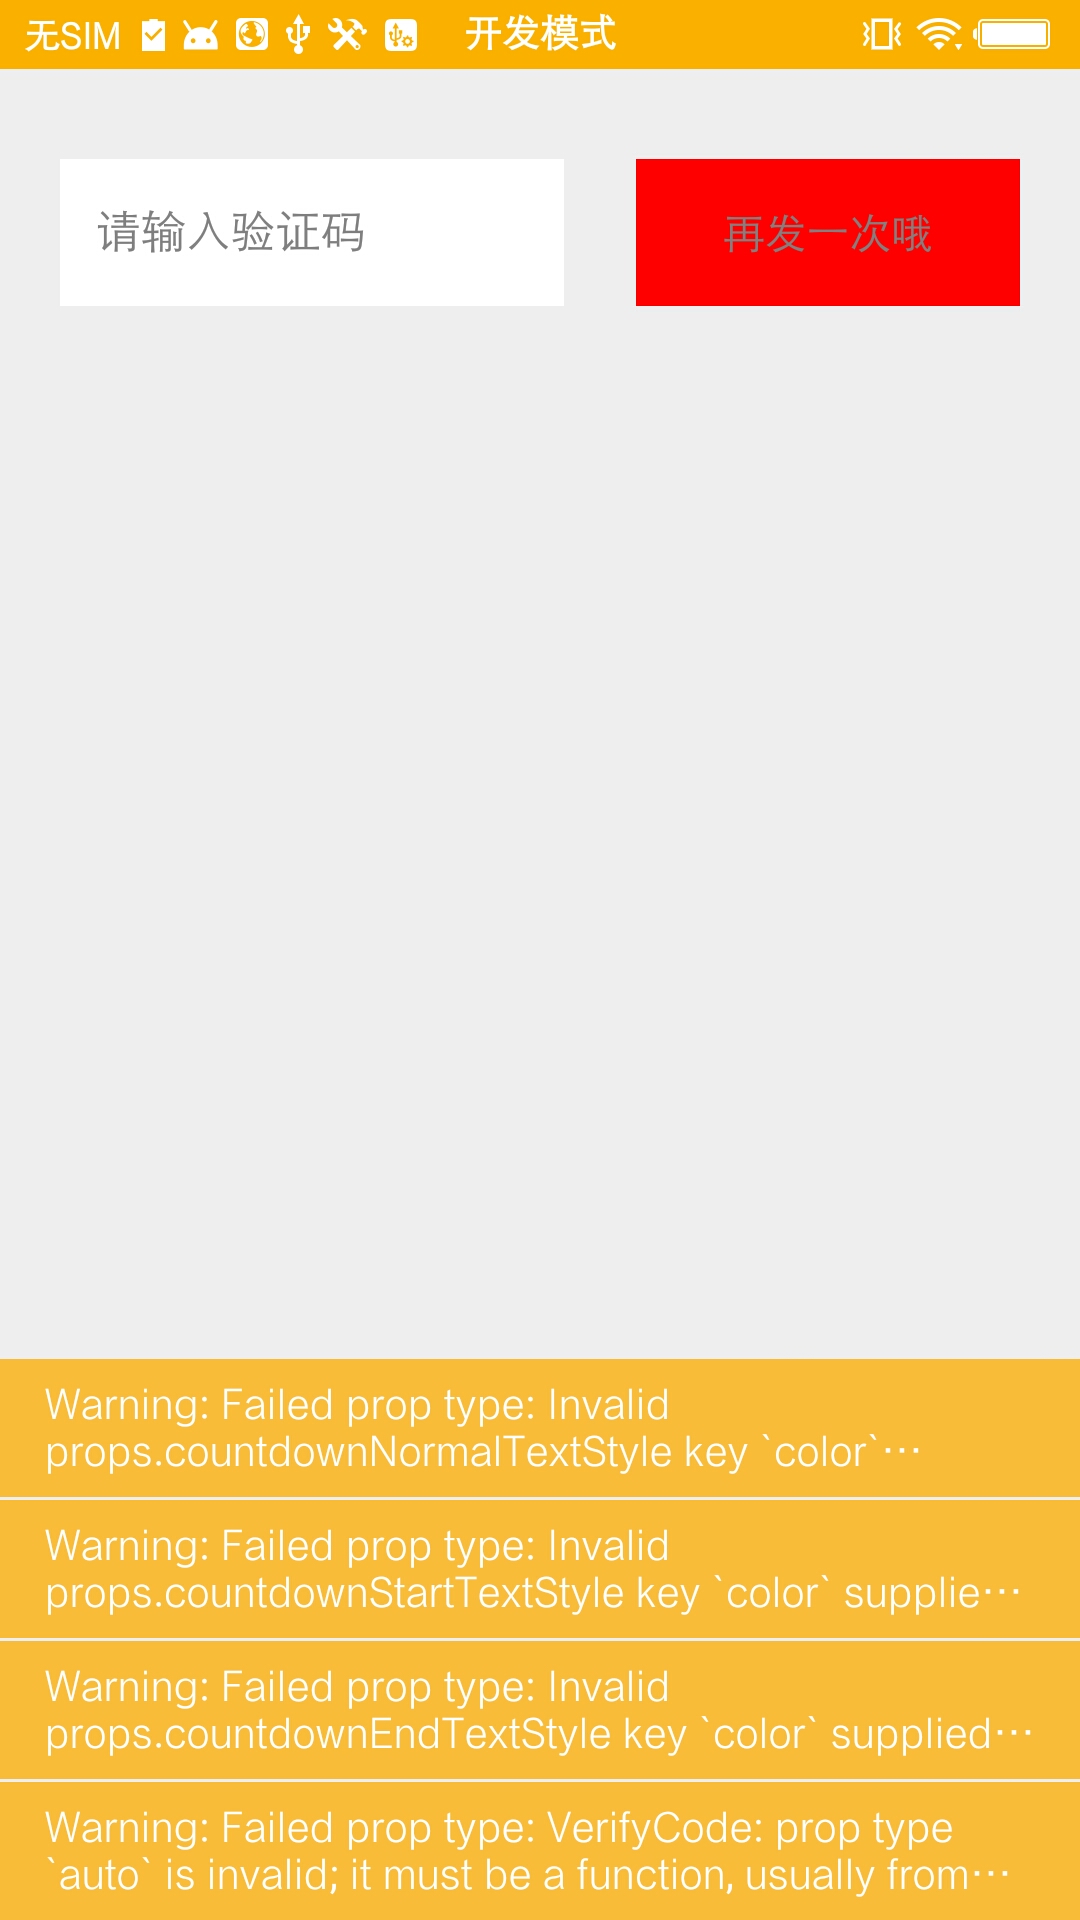 无SIM 开发模式
请输入验证码 再发一次哦
Warning: Failed prop type: Invalid
props.countdownNormalTextStyle key `color`…
Warning: Failed prop type: Invalid
props.countdownStartTextStyle key `color` supplie…
Warning: Failed prop type: Invalid
props.countdownEndTextStyle key `color` supplied…
Warning: Failed prop type: VerifyCode: prop type
`auto` is invalid; it must be a function, usually from…